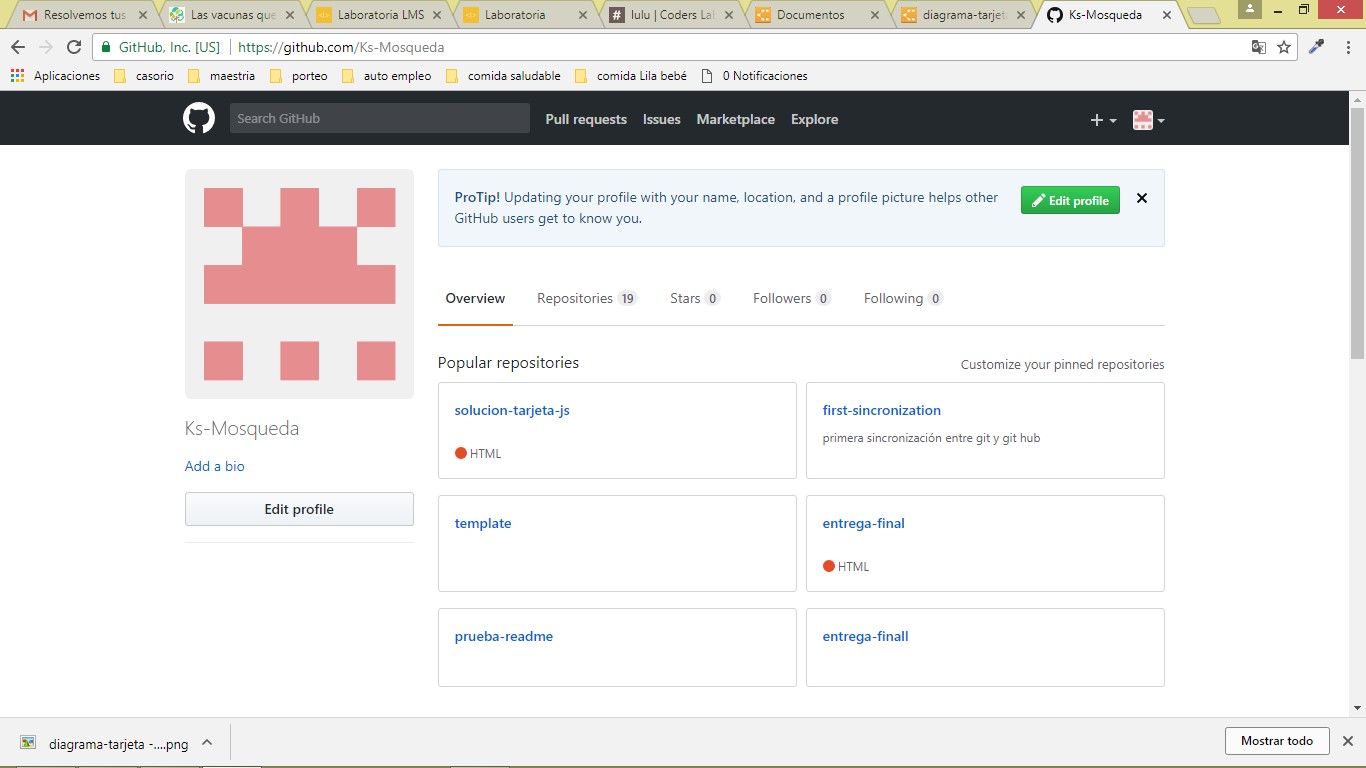 Resolvemos tus
Las vacunas que
Laboratoria LMS
Laboratoria
lulu | Coders La
Documentos
diagrama-tarjet
Ks-Mosqueda
GitHub, Inc. [US]
https://github.com/Ks-Mosqueda
Aplicaciones
casorio
maestria
porteo
auto empleo
comida saludable
comida Lila bebé
0 Notificaciones
Search GitHub
Pull requests
Issues
Marketplace
Explore
ProTip! Updating your profile with your name, location, and a profile picture helps other
GitHub users get to know you.
Edit profile
Overview
Repositories 19
Stars 0
Followers 0
Following 0
Ks-Mosqueda
Add a bio
Edit profile
Popular repositories
Customize your pinned repositories
solucion-tarjeta-js
HTML
first-sincronization
primera sincronización entre git y git hub
template
entrega-final
HTML
prueba-readme
entrega-finall
diagrama-tarjeta -....png
Mostrar todo